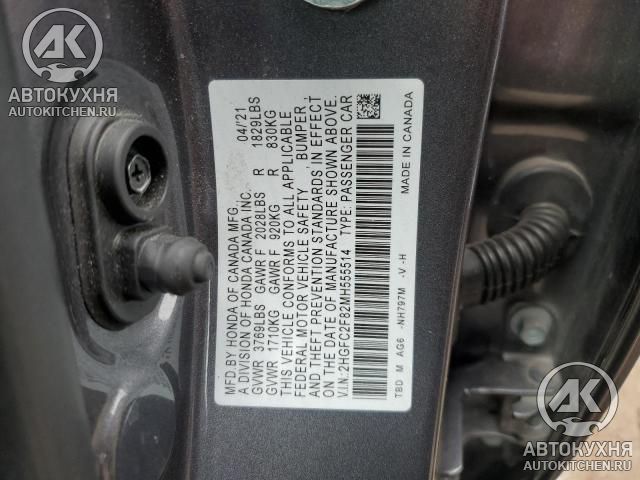 AK
АВТОКУХНЯ
AUTOKITCHEN.RU
MFD.BY HONDA OF CANADA MFG. 04/'21
A DIVISION OF HONDA CANADA INC.
GVWR 3769LBS GAWR F 2028LBS R 1829LBS
GVWR 1710KG GAWR F 920KG R 830KG
THIS VEHICLE CONFORMS TO ALL APPLICABLE
FEDERAL MOTOR VEHICLE SAFETY, BUMPER,
AND THEFT PREVENTION STANDARDS IN EFFECT
ON THE DATE OF MANUFACTURE SHOWN ABOVE.
V.I.N.:2HGFC2F82MH555514 TYPE: PASSENGER CAR
TBD M AG6 -NH797M -V -H MADE IN CANADA
AK
АВТОКУХНЯ
AUTOKITCHEN.RU